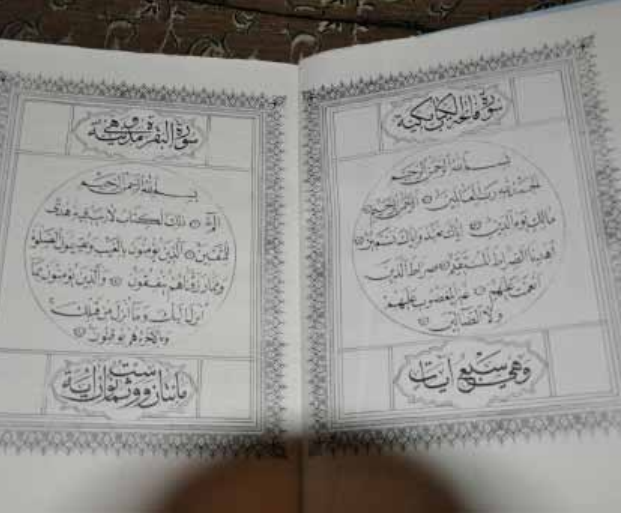 سورة فاتحة الكتاب مكية
بسم الله الرحمن الرحيم
الحمد لله رب العالمين الرحمن الرحيم
مالك يوم الدين إياك نعبد وإياك نستعين
اهدنا الصراط المستقيم صراط الذين
أنعمت عليهم غير المغضوب عليهم
ولا الضالين
وهي سبع آيات
سورة البقرة وهي مدنية
بسم الله الرحمن الرحيم
الم ذلك الكتاب لا ريب فيه هدى
للمتقين الذين يؤمنون بالغيب ويقيمون الصلوة
ومما رزقناهم ينفقون والذين يؤمنون بما
أنزل إليك وما أنزل من قبلك
وبالآخرة هم يوقنون
مائتان وست وثمانون آية